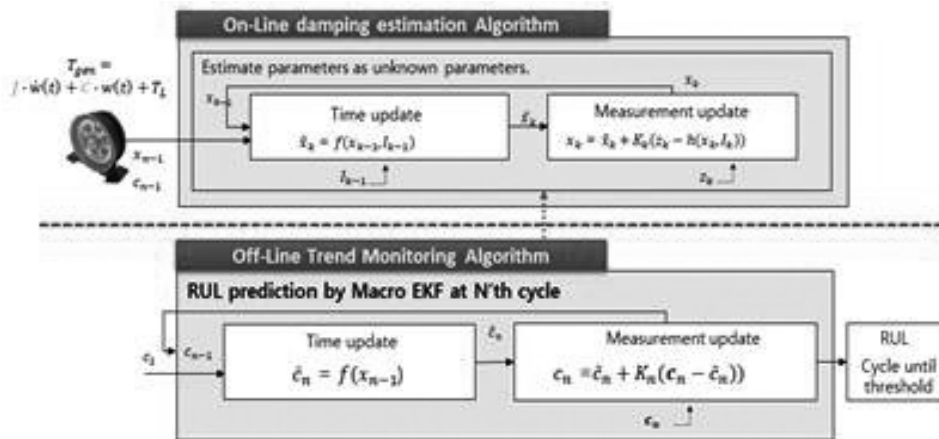 On-Line damping estimation Algorithm
T_gen =
J · ẇ(t) + C · w(t) + T_L
Estimate parameters as unknown parameters.
x_{k-1}
x_k
Time update
x̂_k = f(x_{k-1}, I_{k-1})
x̂_k
Measurement update
x_k = x̂_k + K_k(z_k − h(x_k, I_k))
x_{n-1}
c_{n-1}
I_{k-1}
z_k
Off-Line Trend Monitoring Algorithm
RUL prediction by Macro EKF at N'th cycle
c_{n-1}
Time update
ĉ_n = f(x_{n-1})
ĉ_n
Measurement update
c_n = ĉ_n + K_n(c_n − ĉ_n))
c_n
RUL
Cycle until
threshold